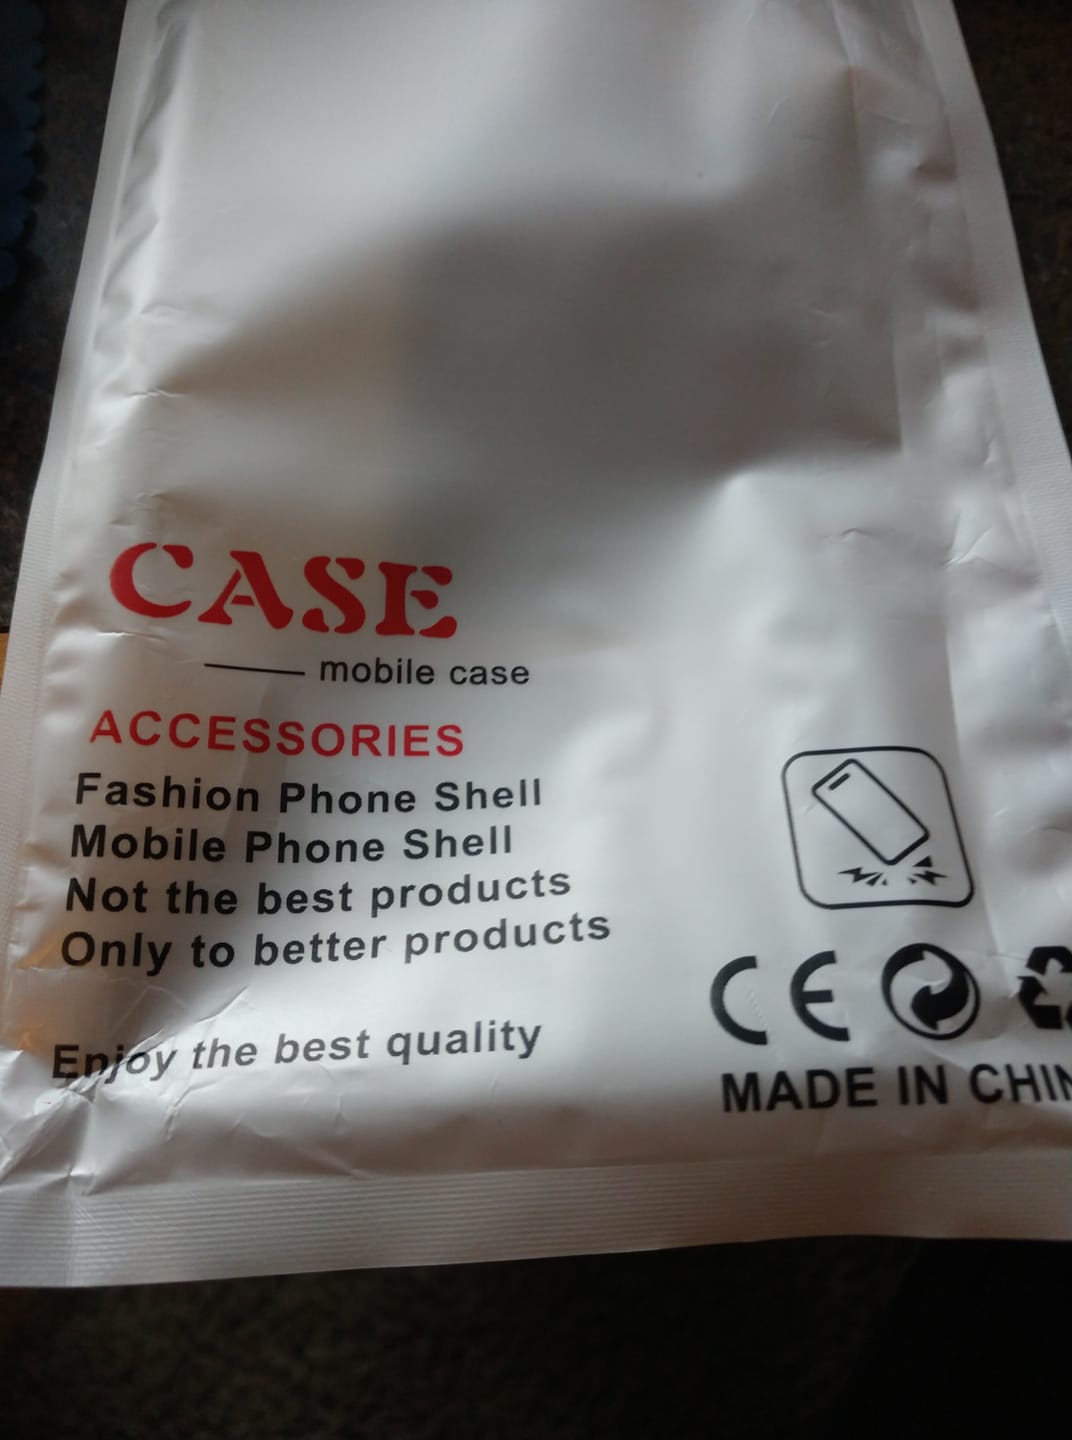 CASE
mobile case
ACCESSORIES
Fashion Phone Shell
Mobile Phone Shell
Not the best products
Only to better products
Enjoy the best quality
CE
MADE IN CHIN